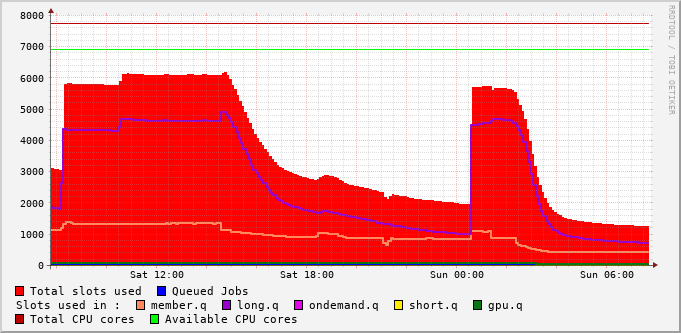 8000
7000
6000
5000
4000
3000
2000
1000
0
Sat 12:00 Sat 18:00 Sun 00:00 Sun 06:00
RRDTOOL / TOBI OETIKER
Total slots used Queued Jobs
Slots used in : member.q long.q ondemand.q short.q gpu.q
Total CPU cores Available CPU cores